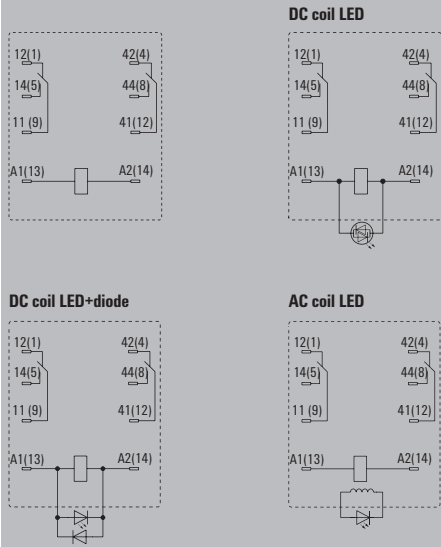 DC coil LED
12(1) 42(4)
14(5) 44(8)
11 (9) 41(12)
A1(13) A2(14)
12(1) 42(4)
14(5) 44(8)
11 (9) 41(12)
A1(13) A2(14)
DC coil LED+diode
AC coil LED
12(1) 42(4)
14(5) 44(8)
11 (9) 41(12)
A1(13) A2(14)
12(1) 42(4)
14(5) 44(8)
11 (9) 41(12)
A1(13) A2(14)